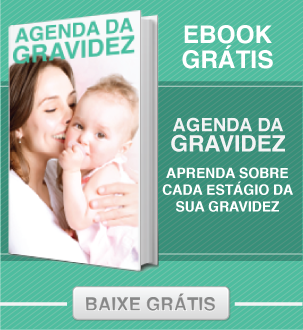 AGENDA DA
GRAVIDEZ
EBOOK
GRÁTIS
AGENDA DA
GRAVIDEZ
APRENDA SOBRE
CADA ESTÁGIO DA
SUA GRAVIDEZ
BAIXE GRÁTIS